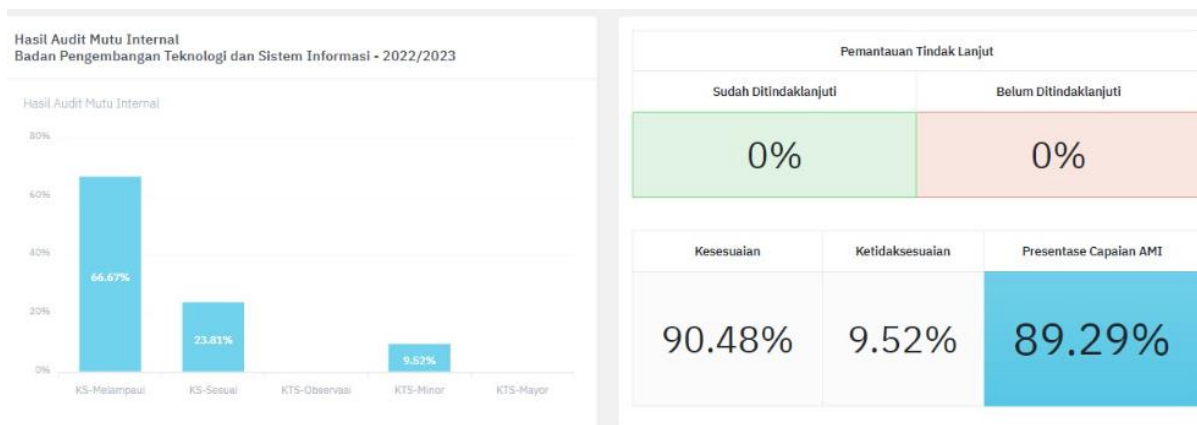 Hasil Audit Mutu Internal
Badan Pengembangan Teknologi dan Sistem Informasi - 2022/2023
Hasil Audit Mutu Internal
80%
60%
40%
20%
0%
66.67%
23.81%
9.52%
KS-Melampaui
KS-Sesuai
KTS-Observasi
KTS-Minor
KTS-Mayor
Pemantauan Tindak Lanjut
Sudah Ditindaklanjuti
Belum Ditindaklanjuti
0%
0%
Kesesuaian
Ketidaksesuaian
Presentase Capaian AMI
90.48%
9.52%
89.29%